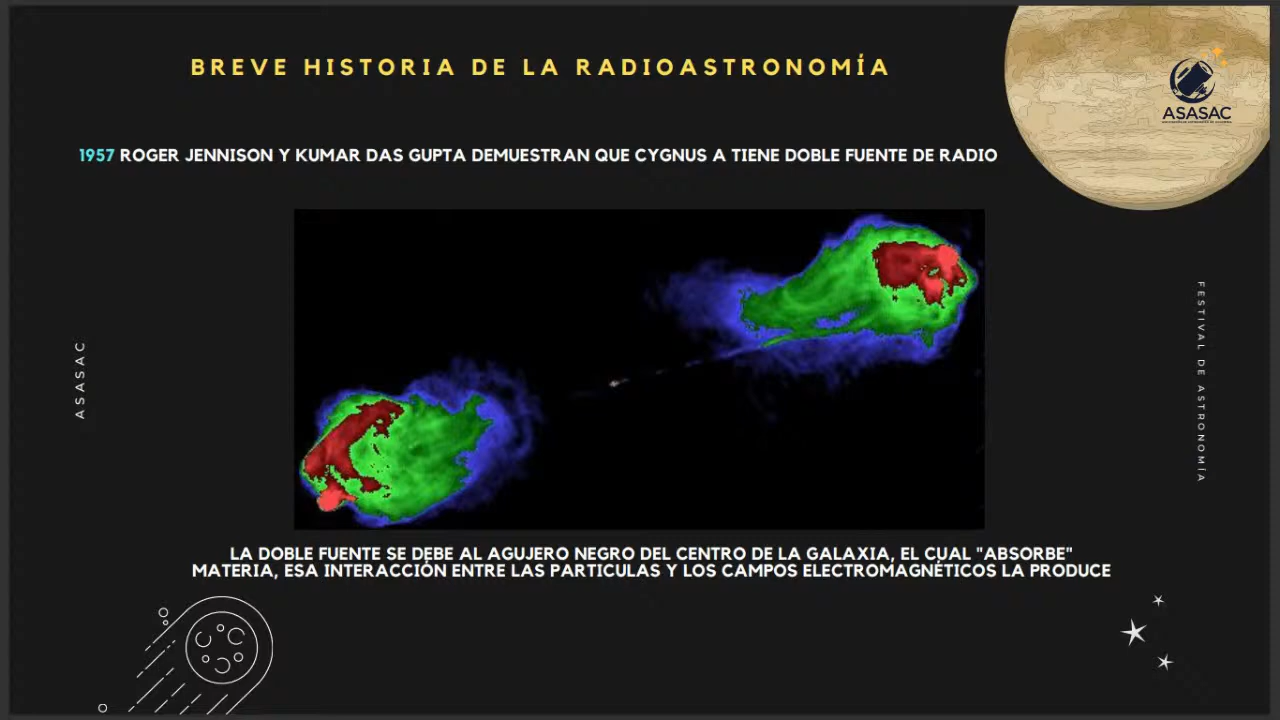 BREVE HISTORIA DE LA RADIOASTRONOMÍA
ASASAC
1957 ROGER JENNISON Y KUMAR DAS GUPTA DEMUESTRAN QUE CYGNUS A TIENE DOBLE FUENTE DE RADIO
ASASAC
FESTIVAL DE ASTRONOMÍA
LA DOBLE FUENTE SE DEBE AL AGUJERO NEGRO DEL CENTRO DE LA GALAXIA, EL CUAL "ABSORBE"
MATERIA, ESA INTERACCIÓN ENTRE LAS PARTICULAS Y LOS CAMPOS ELECTROMAGNÉTICOS LA PRODUCE